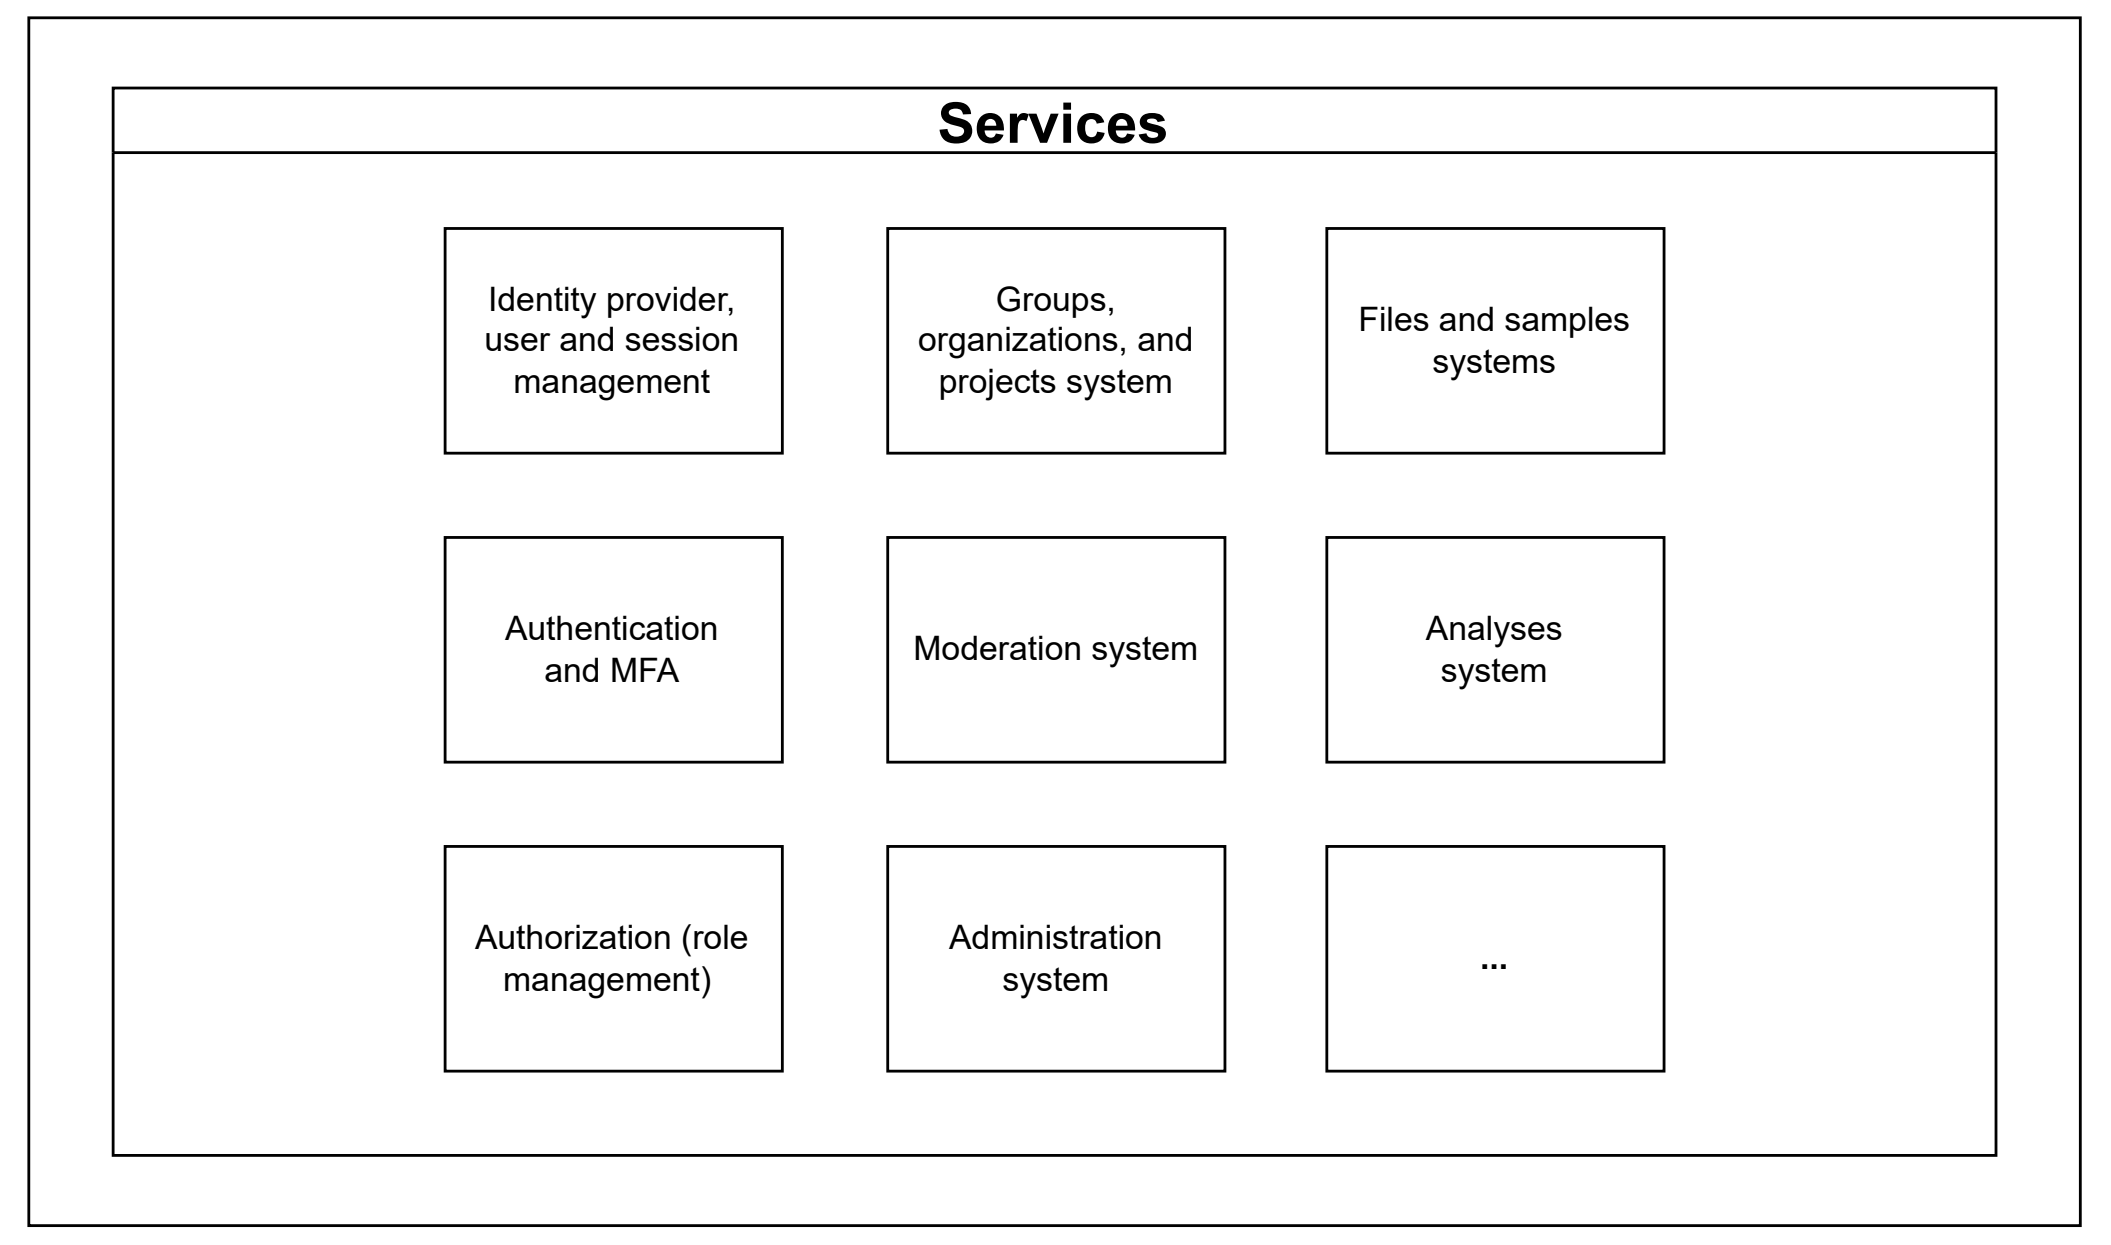 Services
Identity provider,
user and session
management
Groups,
organizations, and
projects system
Files and samples
systems
Authentication
and MFA
Moderation system
Analyses
system
Authorization (role
management)
Administration
system
...